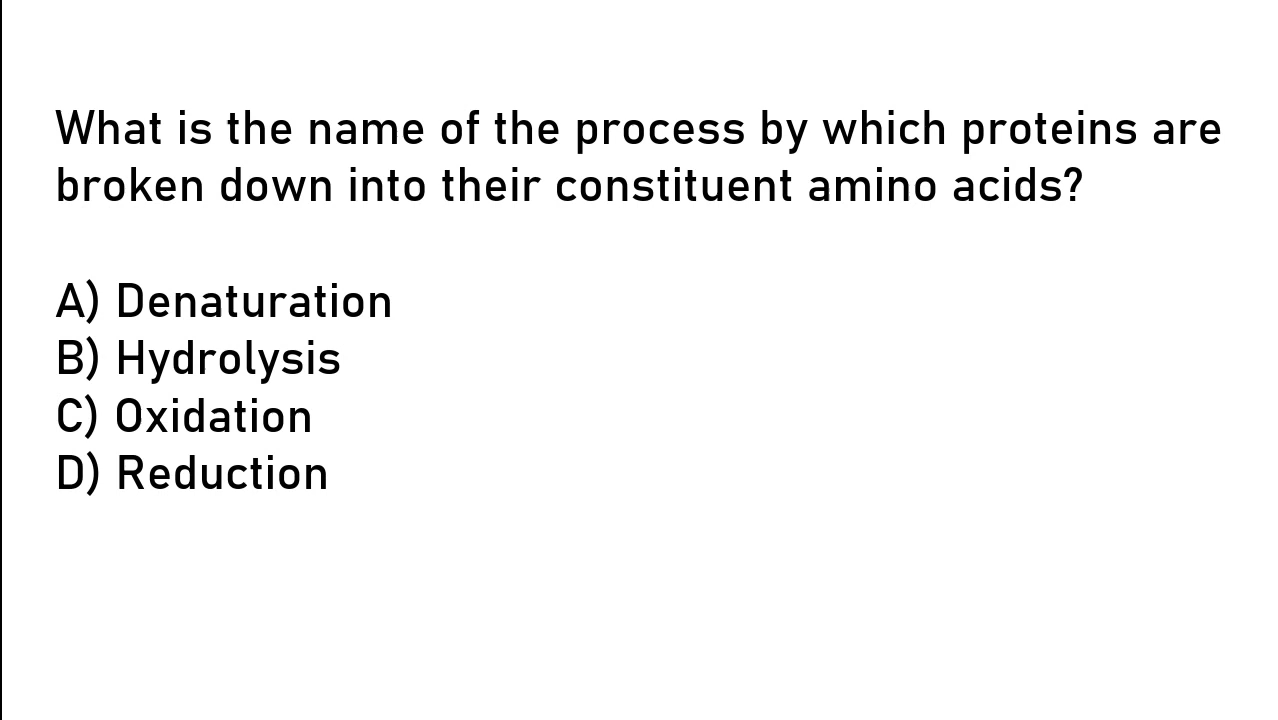 What is the name of the process by which proteins are
broken down into their constituent amino acids?
A) Denaturation
B) Hydrolysis
C) Oxidation
D) Reduction